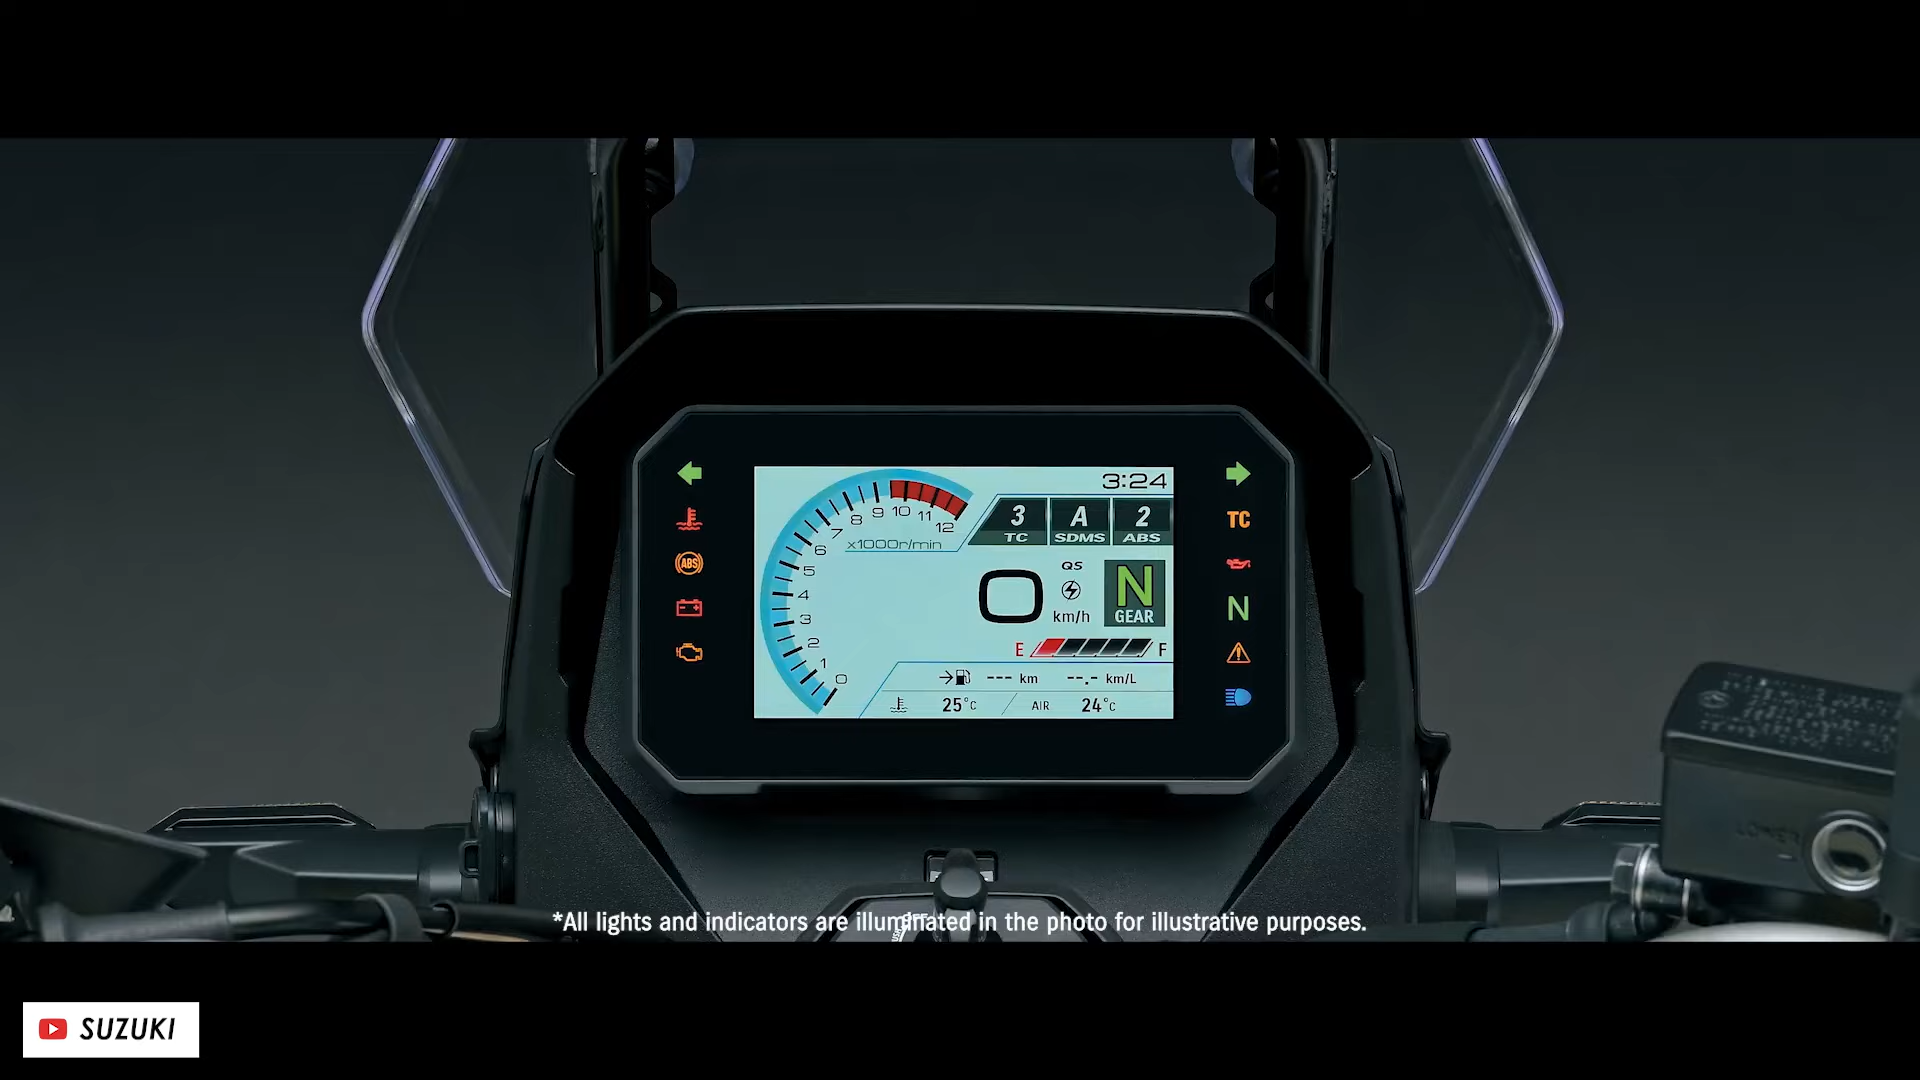 3:24
3 A 2
TC SDMS ABS
9 10 11 12
8
7
x1000r/min
6
5
4
3
2
1
0
ABS
TC
N
0
QS
km/h
N
GEAR
E F
--- km --.- km/L
25°C AIR 24°C
LOWER
*All lights and indicators are illuminated in the photo for illustrative purposes.
SUZUKI